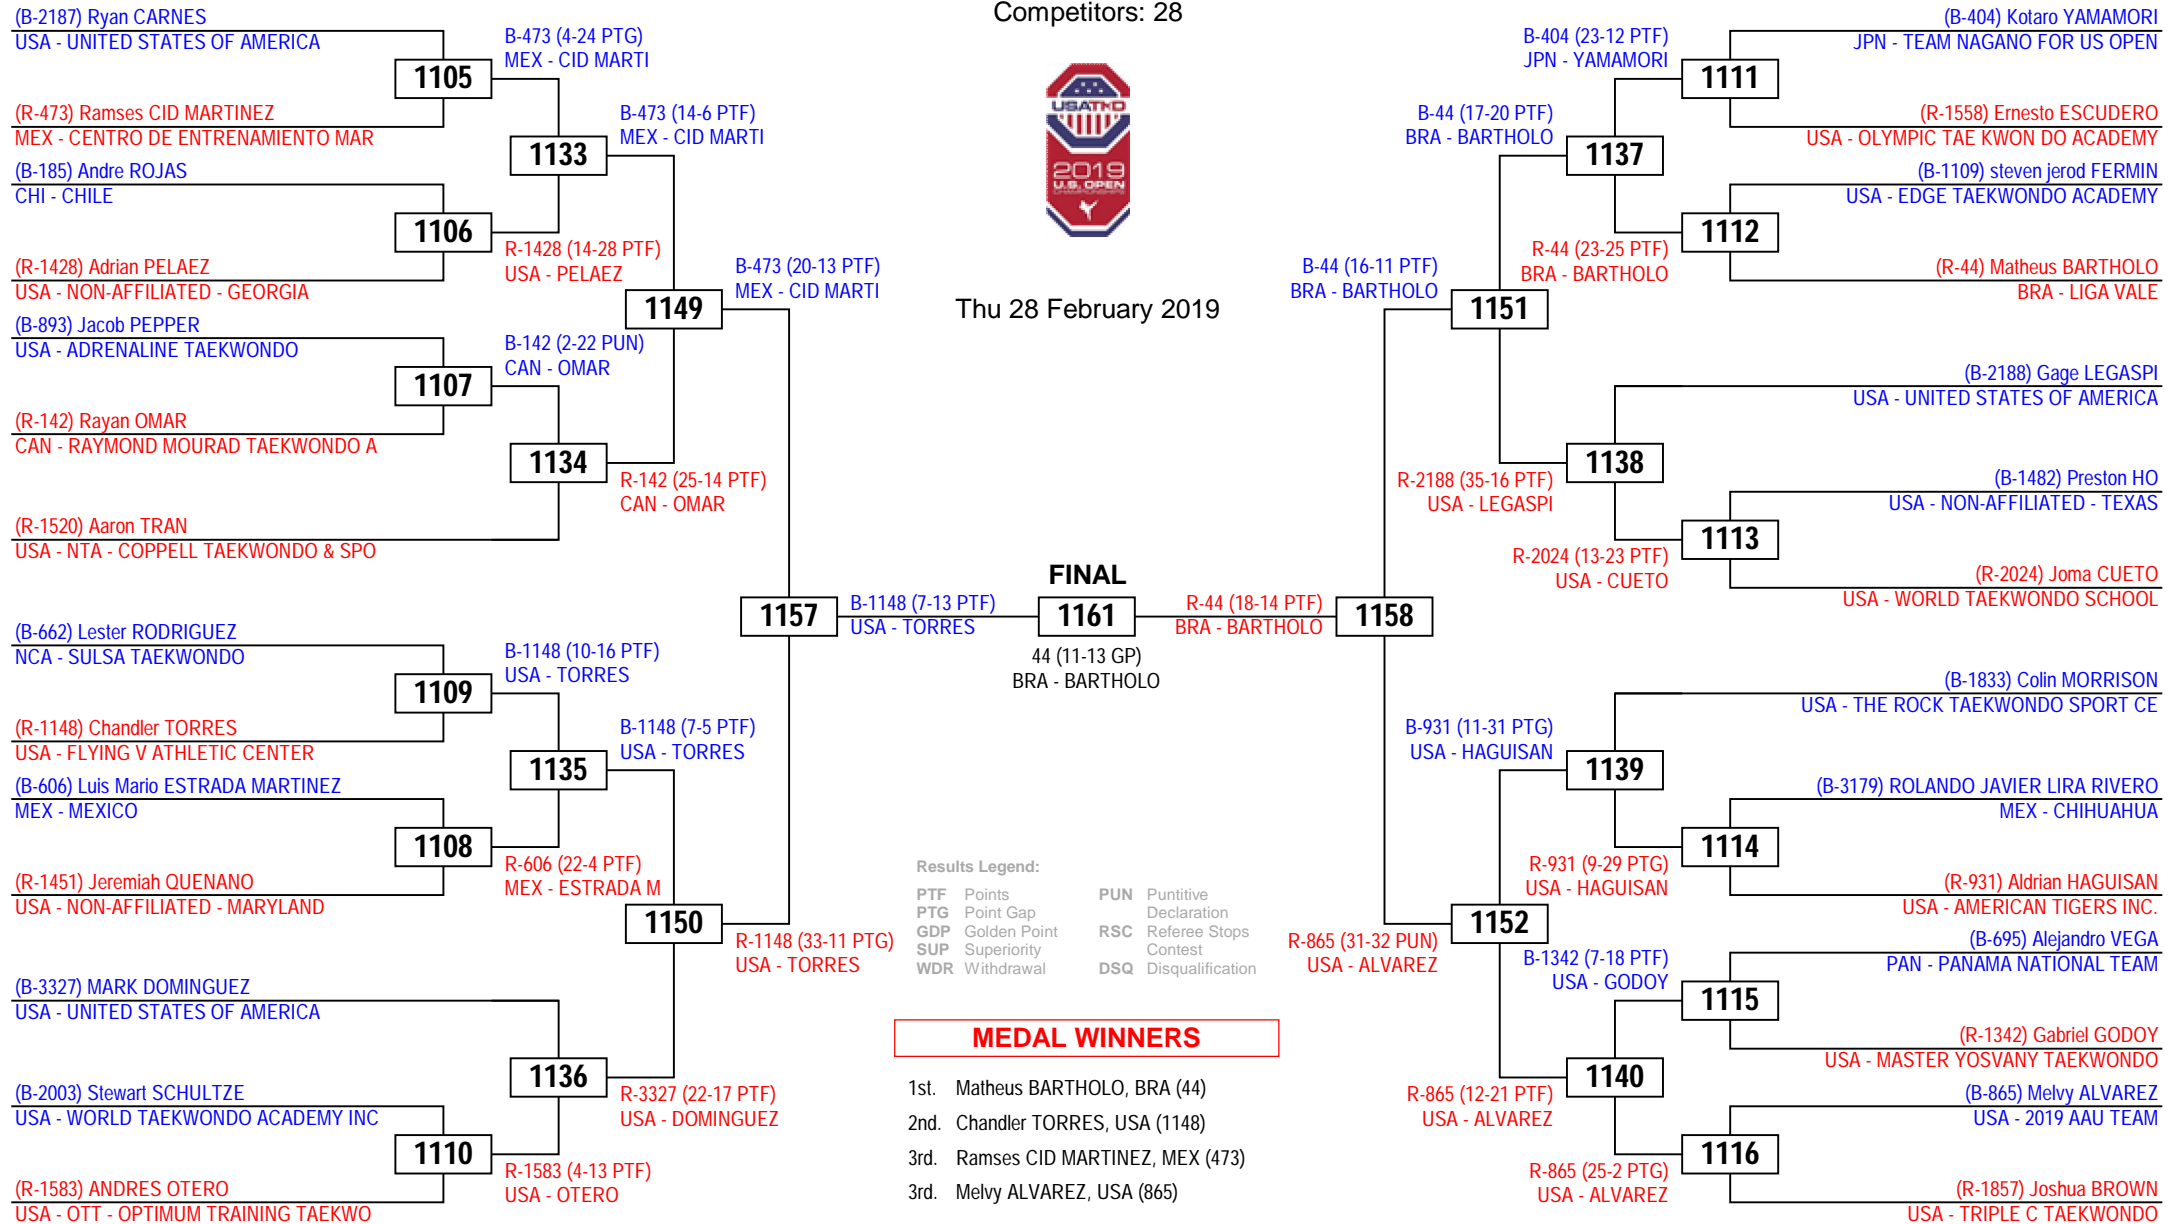 Competitors: 28
USATKD
2019
U.S. OPEN
CHAMPIONSHIPS
Thu 28 February 2019
(B-2187) Ryan CARNES
USA - UNITED STATES OF AMERICA
1105
(R-473) Ramses CID MARTINEZ
MEX - CENTRO DE ENTRENAMIENTO MAR
B-473 (4-24 PTG)
MEX - CID MARTI
1133
B-473 (14-6 PTF)
MEX - CID MARTI
(B-185) Andre ROJAS
CHI - CHILE
1106
(R-1428) Adrian PELAEZ
USA - NON-AFFILIATED - GEORGIA
R-1428 (14-28 PTF)
USA - PELAEZ
1149
B-473 (20-13 PTF)
MEX - CID MARTI
(B-893) Jacob PEPPER
USA - ADRENALINE TAEKWONDO
1107
(R-142) Rayan OMAR
CAN - RAYMOND MOURAD TAEKWONDO A
B-142 (2-22 PUN)
CAN - OMAR
1134
R-142 (25-14 PTF)
CAN - OMAR
(R-1520) Aaron TRAN
USA - NTA - COPPELL TAEKWONDO & SPO
1157
B-1148 (7-13 PTF)
USA - TORRES
(B-662) Lester RODRIGUEZ
NCA - SULSA TAEKWONDO
1109
(R-1148) Chandler TORRES
USA - FLYING V ATHLETIC CENTER
B-1148 (10-16 PTF)
USA - TORRES
1135
B-1148 (7-5 PTF)
USA - TORRES
(B-606) Luis Mario ESTRADA MARTINEZ
MEX - MEXICO
1108
(R-1451) Jeremiah QUENANO
USA - NON-AFFILIATED - MARYLAND
R-606 (22-4 PTF)
MEX - ESTRADA M
1150
R-1148 (33-11 PTG)
USA - TORRES
(B-3327) MARK DOMINGUEZ
USA - UNITED STATES OF AMERICA
1136
R-3327 (22-17 PTF)
USA - DOMINGUEZ
(B-2003) Stewart SCHULTZE
USA - WORLD TAEKWONDO ACADEMY INC
1110
(R-1583) ANDRES OTERO
USA - OTT - OPTIMUM TRAINING TAEKWO
R-1583 (4-13 PTF)
USA - OTERO
FINAL
1161
44 (11-13 GP)
BRA - BARTHOLO
(B-404) Kotaro YAMAMORI
JPN - TEAM NAGANO FOR US OPEN
1111
(R-1558) Ernesto ESCUDERO
USA - OLYMPIC TAE KWON DO ACADEMY
B-404 (23-12 PTF)
JPN - YAMAMORI
1137
B-44 (17-20 PTF)
BRA - BARTHOLO
(B-1109) steven jerod FERMIN
USA - EDGE TAEKWONDO ACADEMY
1112
(R-44) Matheus BARTHOLO
BRA - LIGA VALE
R-44 (23-25 PTF)
BRA - BARTHOLO
1151
B-44 (16-11 PTF)
BRA - BARTHOLO
(B-2188) Gage LEGASPI
USA - UNITED STATES OF AMERICA
1138
R-2188 (35-16 PTF)
USA - LEGASPI
(B-1482) Preston HO
USA - NON-AFFILIATED - TEXAS
1113
(R-2024) Joma CUETO
USA - WORLD TAEKWONDO SCHOOL
R-2024 (13-23 PTF)
USA - CUETO
1158
R-44 (18-14 PTF)
BRA - BARTHOLO
(B-1833) Colin MORRISON
USA - THE ROCK TAEKWONDO SPORT CE
1139
B-931 (11-31 PTG)
USA - HAGUISAN
(B-3179) ROLANDO JAVIER LIRA RIVERO
MEX - CHIHUAHUA
1114
(R-931) Aldrian HAGUISAN
USA - AMERICAN TIGERS INC.
R-931 (9-29 PTG)
USA - HAGUISAN
1152
R-865 (31-32 PUN)
USA - ALVAREZ
(B-695) Alejandro VEGA
PAN - PANAMA NATIONAL TEAM
1115
(R-1342) Gabriel GODOY
USA - MASTER YOSVANY TAEKWONDO
B-1342 (7-18 PTF)
USA - GODOY
1140
R-865 (12-21 PTF)
USA - ALVAREZ
(B-865) Melvy ALVAREZ
USA - 2019 AAU TEAM
1116
(R-1857) Joshua BROWN
USA - TRIPLE C TAEKWONDO
R-865 (25-2 PTG)
USA - ALVAREZ
Results Legend:
PTF Points
PTG Point Gap
GDP Golden Point
SUP Superiority
WDR Withdrawal
PUN Puntitive
Declaration
RSC Referee Stops
Contest
DSQ Disqualification
MEDAL WINNERS
1st. Matheus BARTHOLO, BRA (44)
2nd. Chandler TORRES, USA (1148)
3rd. Ramses CID MARTINEZ, MEX (473)
3rd. Melvy ALVAREZ, USA (865)